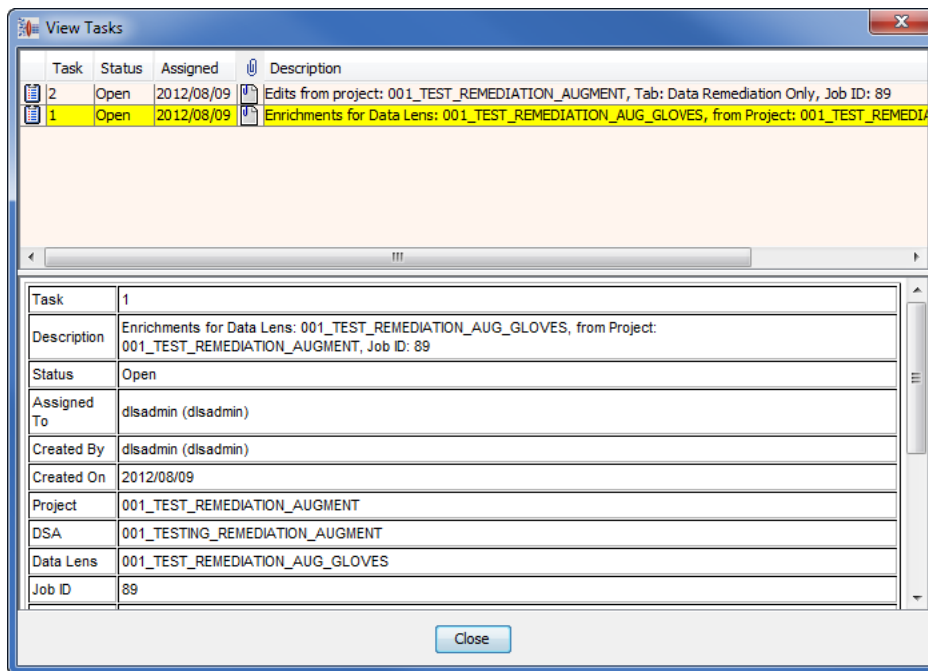 View Tasks
Task Status Assigned Description
2 Open 2012/08/09 Edits from project: 001_TEST_REMEDIATION_AUGMENT, Tab: Data Remediation Only, Job ID: 89
1 Open 2012/08/09 Enrichments for Data Lens: 001_TEST_REMEDIATION_AUG_GLOVES, from Project: 001_TEST_REMEDIA
Task 1
Description Enrichments for Data Lens: 001_TEST_REMEDIATION_AUG_GLOVES, from Project:
001_TEST_REMEDIATION_AUGMENT, Job ID: 89
Status Open
Assigned
To dlsadmin (dlsadmin)
Created By dlsadmin (dlsadmin)
Created On 2012/08/09
Project 001_TEST_REMEDIATION_AUGMENT
DSA 001_TESTING_REMEDIATION_AUGMENT
Data Lens 001_TEST_REMEDIATION_AUG_GLOVES
Job ID 89
Close